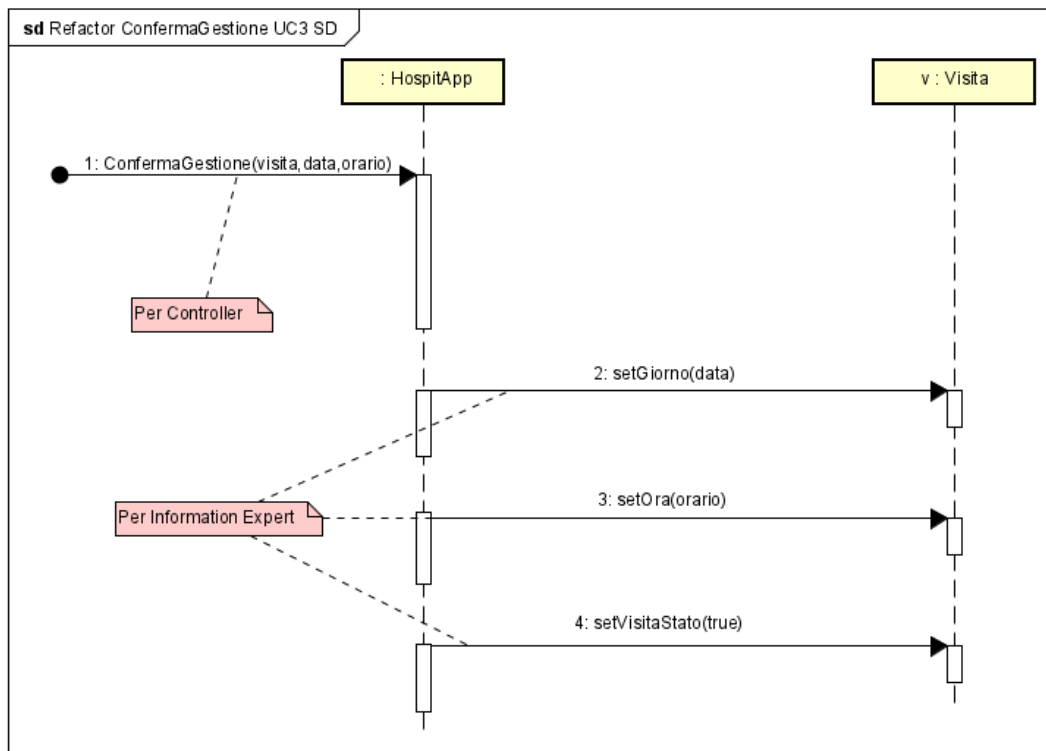 sd Refactor ConfermaGestione UC3 SD
: HospitApp
v : Visita
1: ConfermaGestione(visita,data,orario)
Per Controller
2: setGiorno(data)
Per Information Expert
3: setOra(orario)
4: setVisitaStato(true)